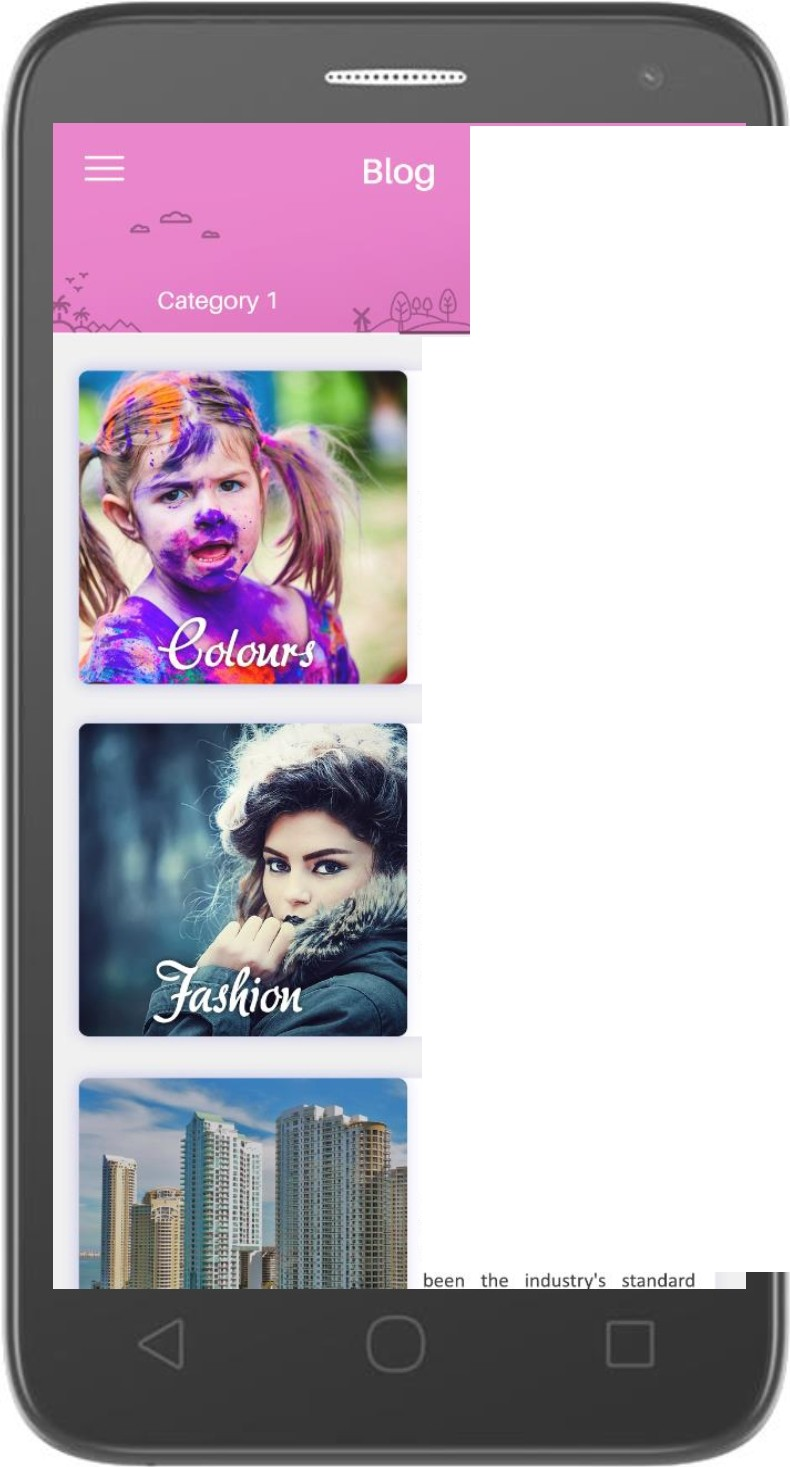 Blog
Category 1
Colours
Fashion
been the industry's standard